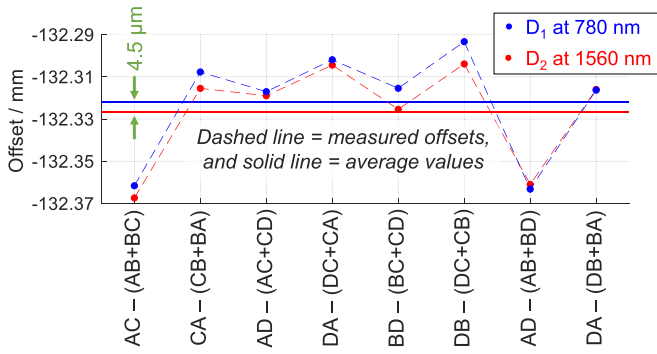 D₁ at 780 nm
D₂ at 1560 nm
4.5 µm
Offset / mm
-132.29
-132.31
-132.33
-132.35
-132.37
Dashed line = measured offsets,
and solid line = average values
AC – (AB+BC)
CA – (CB+BA)
AD – (AC+CD)
DA – (DC+CA)
BD – (BC+CD)
DB – (DC+CB)
AD – (AB+BD)
DA – (DB+BA)